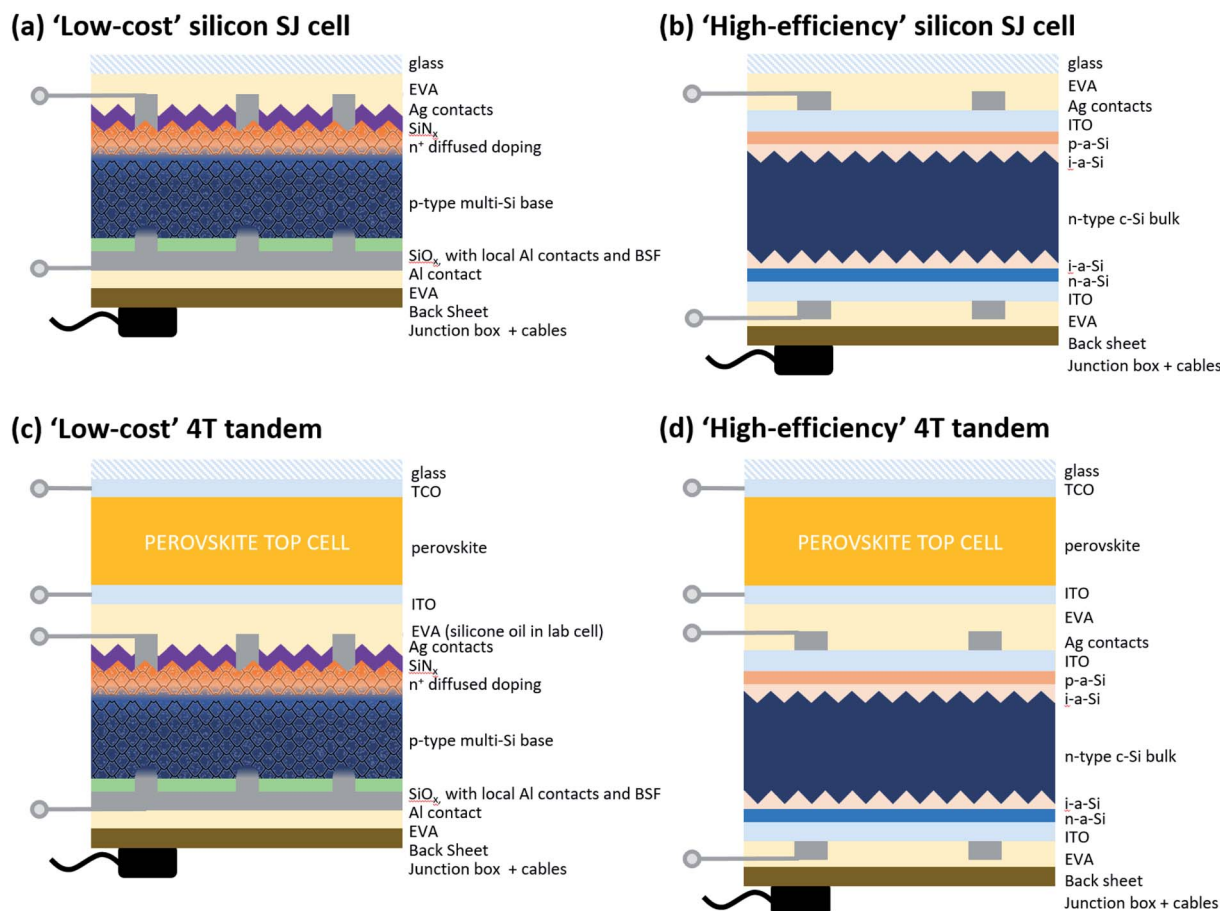 (a) ‘Low-cost’ silicon SJ cell
glass
EVA
Ag contacts
SiNx
n⁺ diffused doping
p-type multi-Si base
SiOx, with local Al contacts and BSF
Al contact
EVA
Back Sheet
Junction box + cables
(b) ‘High-efficiency’ silicon SJ cell
glass
EVA
Ag contacts
ITO
p-a-Si
i-a-Si
n-type c-Si bulk
i-a-Si
n-a-Si
ITO
EVA
Back sheet
Junction box + cables
(c) ‘Low-cost’ 4T tandem
glass
TCO
PEROVSKITE TOP CELL
perovskite
ITO
EVA (silicone oil in lab cell)
Ag contacts
SiNx
n⁺ diffused doping
p-type multi-Si base
SiOx, with local Al contacts and BSF
Al contact
EVA
Back Sheet
Junction box + cables
(d) ‘High-efficiency’ 4T tandem
glass
TCO
PEROVSKITE TOP CELL
perovskite
ITO
EVA
Ag contacts
ITO
p-a-Si
i-a-Si
n-type c-Si bulk
i-a-Si
n-a-Si
ITO
EVA
Back sheet
Junction box + cables